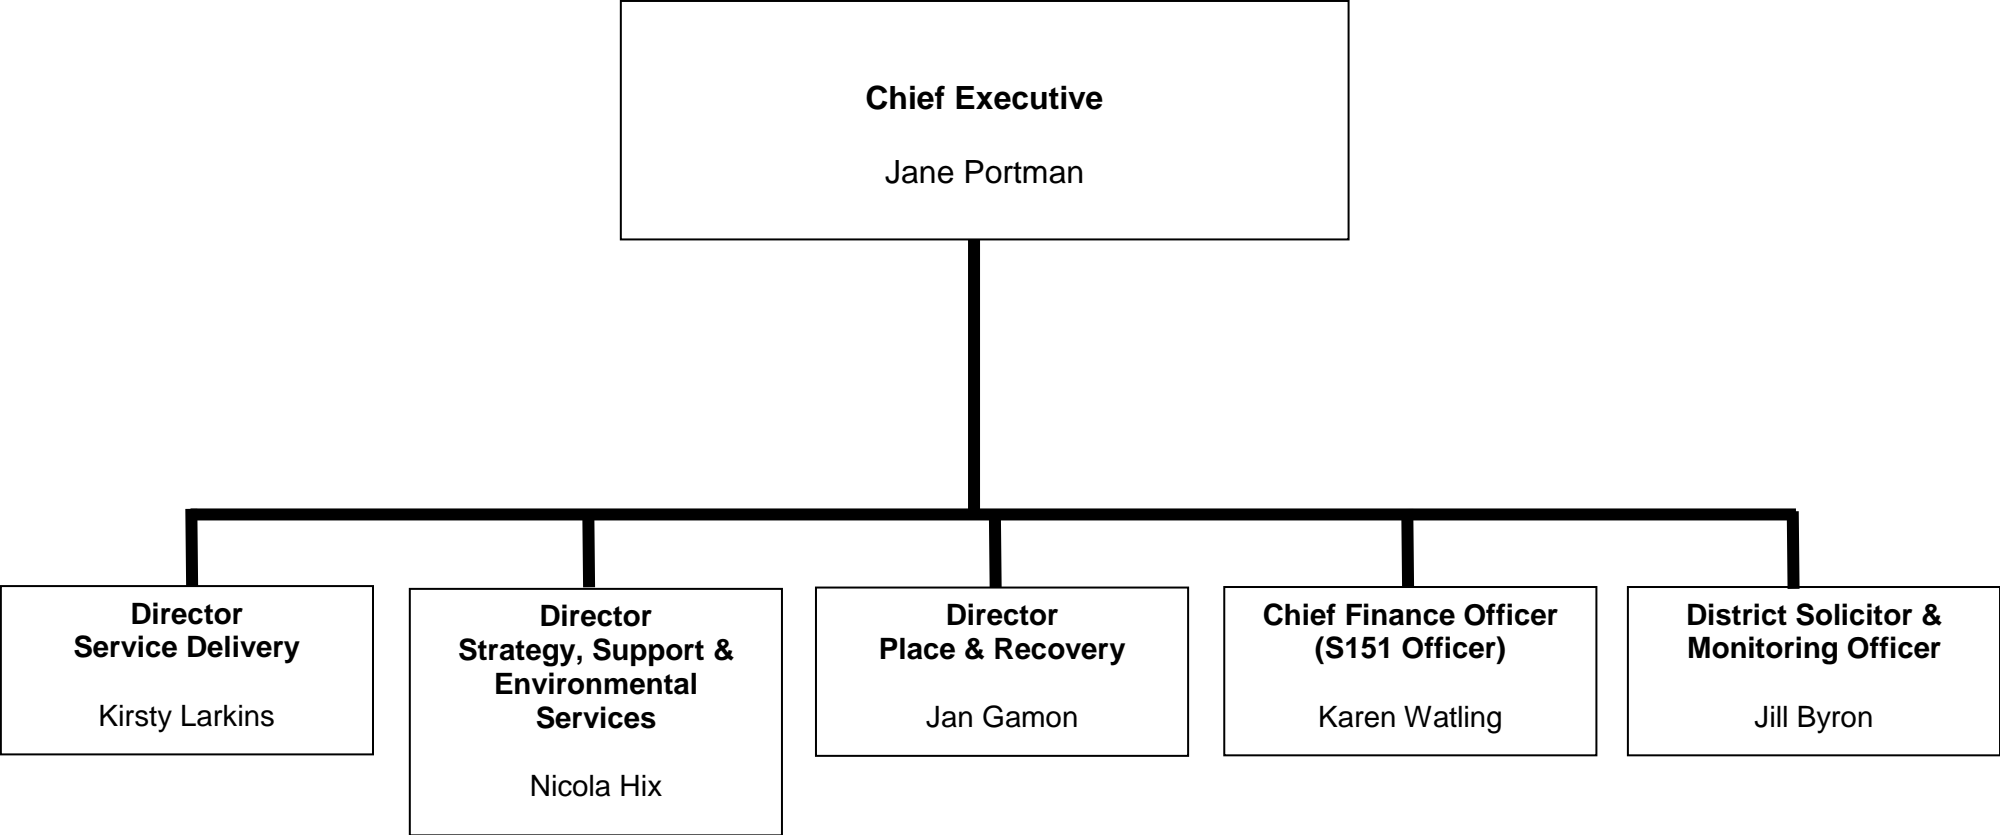 Chief Executive
Jane Portman
Director
Service Delivery
Kirsty Larkins
Director
Strategy, Support &
Environmental
Services
Nicola Hix
Director
Place & Recovery
Jan Gamon
Chief Finance Officer
(S151 Officer)
Karen Watling
District Solicitor &
Monitoring Officer
Jill Byron